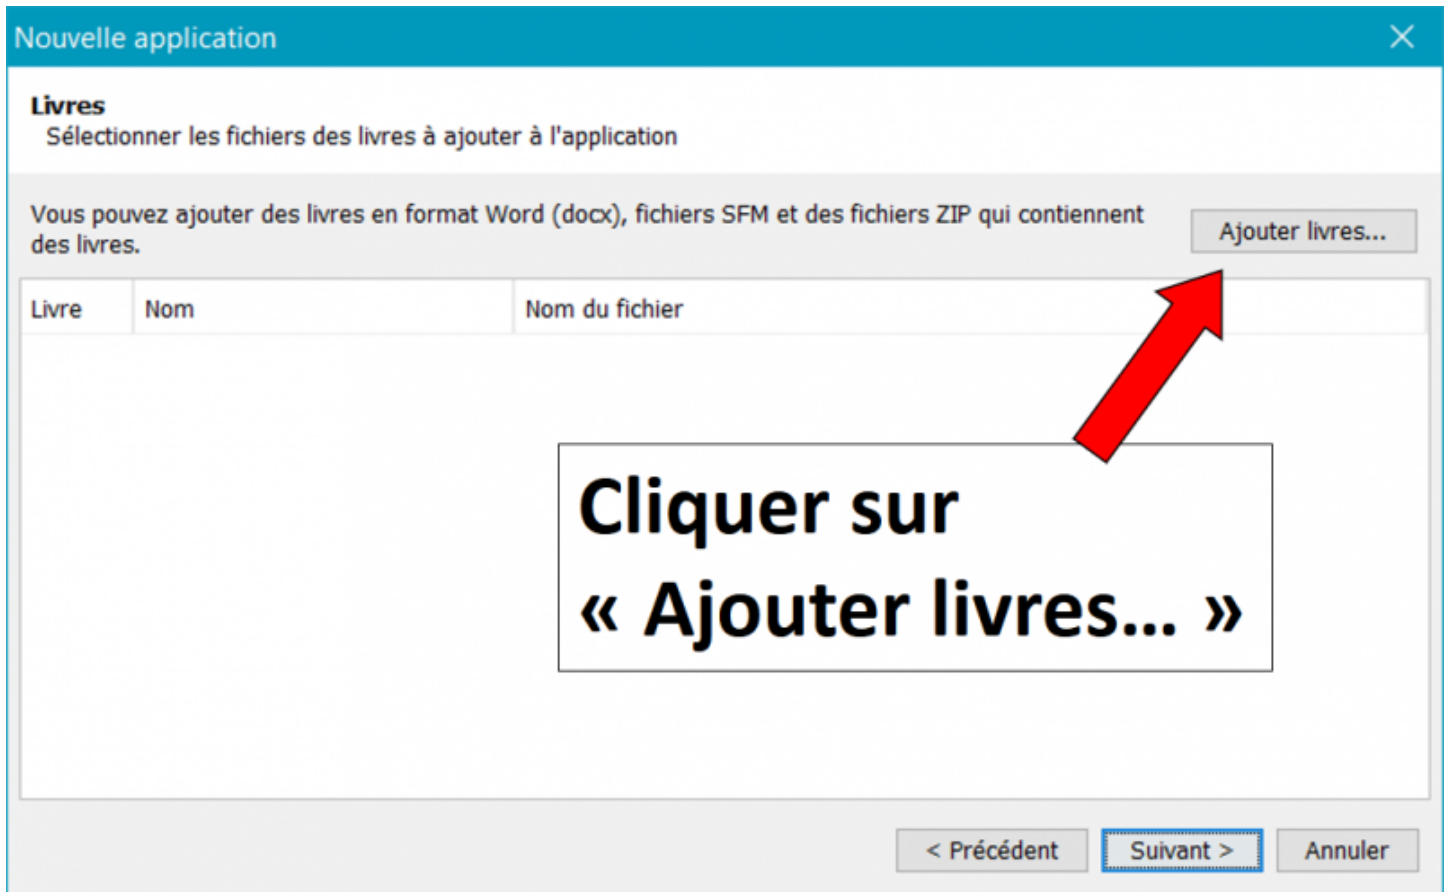 Nouvelle application
Livres
Sélectionner les fichiers des livres à ajouter à l'application
Vous pouvez ajouter des livres en format Word (docx), fichiers SFM et des fichiers ZIP qui contiennent
des livres.
Ajouter livres...
Livre Nom Nom du fichier
Cliquer sur
« Ajouter livres... »
< Précédent Suivant > Annuler